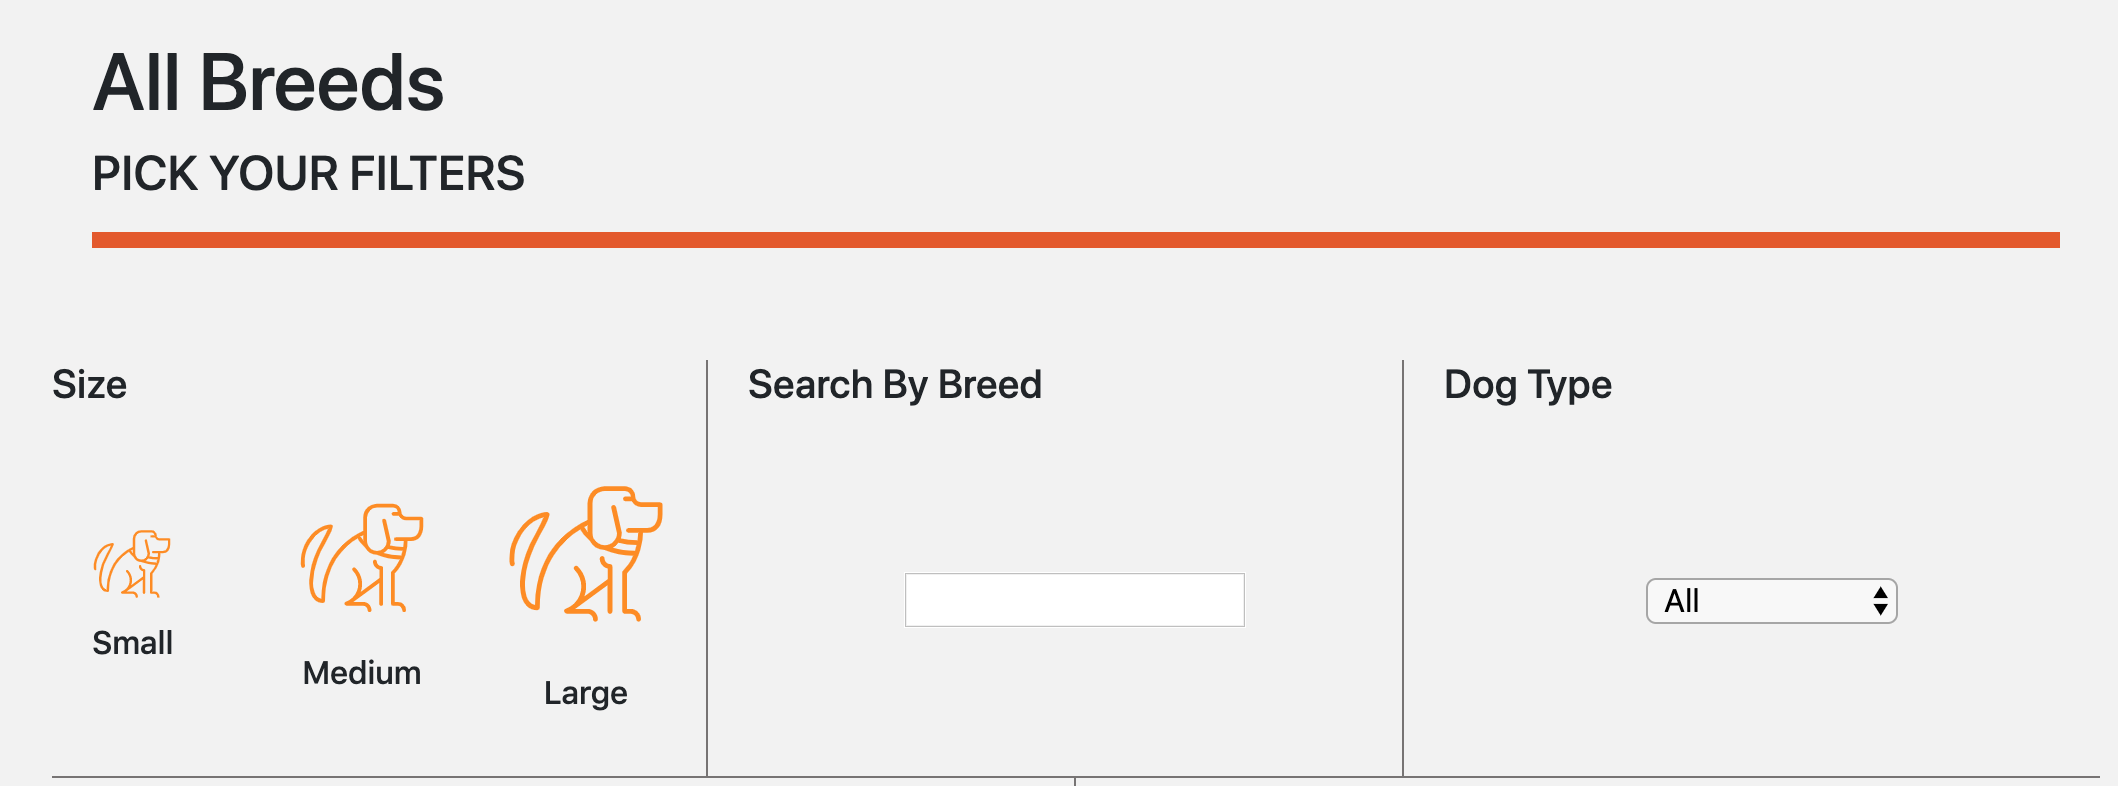 All Breeds
PICK YOUR FILTERS
Size
Small
Medium
Large
Search By Breed
Dog Type
All